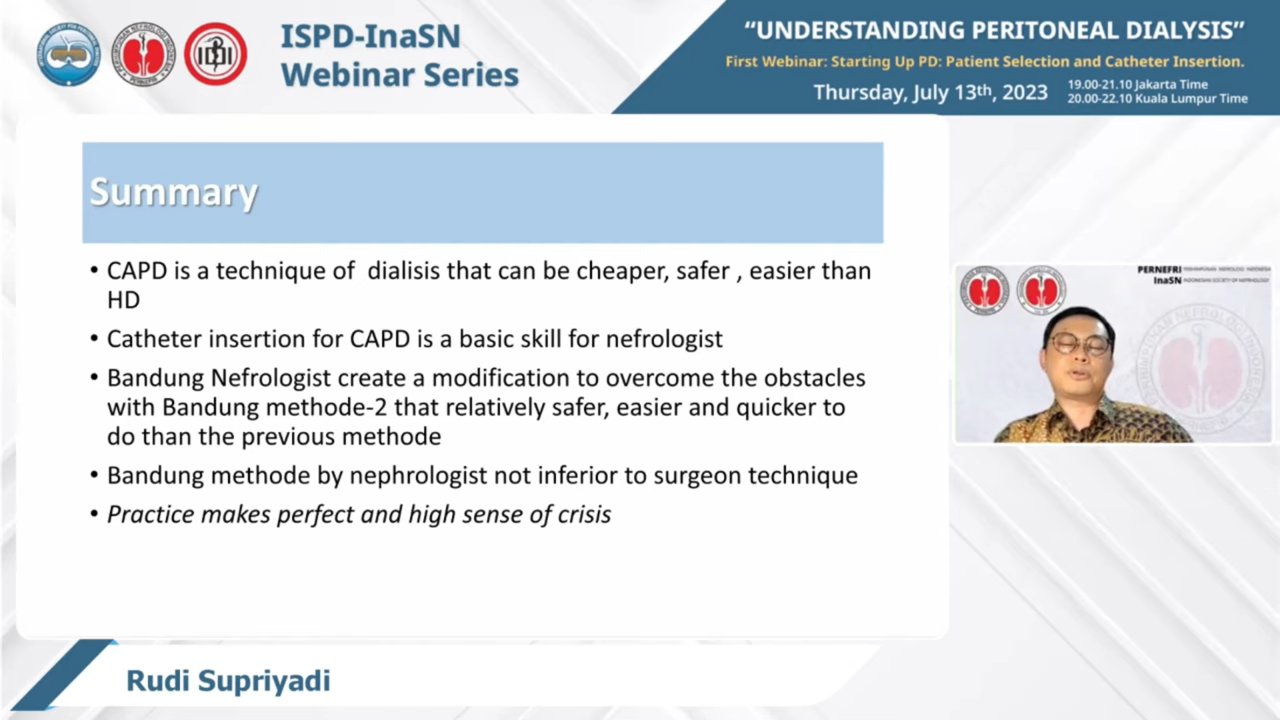 ISPD-InaSN
Webinar Series
“UNDERSTANDING PERITONEAL DIALYSIS”
First Webinar: Starting Up PD: Patient Selection and Catheter Insertion.
Thursday, July 13th, 2023
19.00-21.10 Jakarta Time
20.00-22.10 Kuala Lumpur Time
Summary
• CAPD is a technique of dialisis that can be cheaper, safer , easier than
HD
• Catheter insertion for CAPD is a basic skill for nefrologist
• Bandung Nefrologist create a modification to overcome the obstacles
with Bandung methode-2 that relatively safer, easier and quicker to
do than the previous methode
• Bandung methode by nephrologist not inferior to surgeon technique
• Practice makes perfect and high sense of crisis
PERNEFRI
InaSN INDONESIAN SOCIETY OF NEPHROLOGY
Rudi Supriyadi